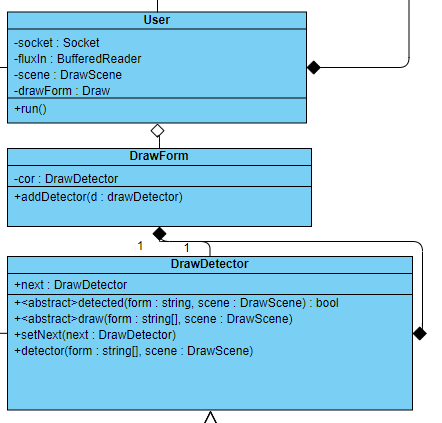 User
-socket : Socket
-fluxIn : BufferedReader
-scene : DrawScene
-drawForm : Draw
+run()
DrawForm
-cor : DrawDetector
+addDetector(d : drawDetector)
1
1
DrawDetector
+next : DrawDetector
+<abstract>detected(form : string, scene : DrawScene) : bool
+<abstract>draw(form : string[], scene : DrawScene)
+setNext(next : DrawDetector)
+detector(form : string[], scene : DrawScene)